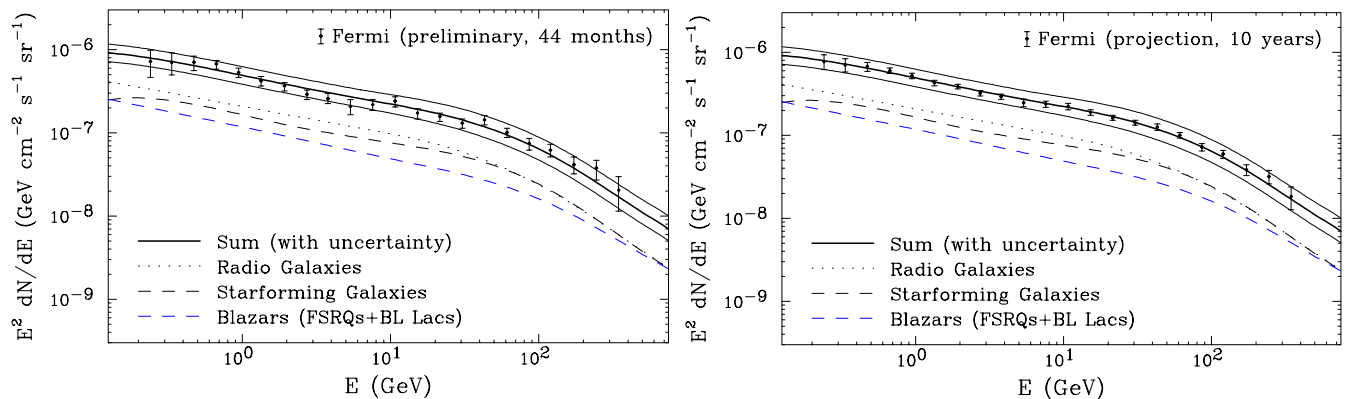 Fermi (preliminary, 44 months)
10⁻⁶
10⁻⁷
10⁻⁸
10⁻⁹
E² dN/dE (GeV cm⁻² s⁻¹ sr⁻¹)
Sum (with uncertainty)
Radio Galaxies
Starforming Galaxies
Blazars (FSRQs+BL Lacs)
10⁰ 10¹ 10²
E (GeV)
Fermi (projection, 10 years)
10⁻⁶
10⁻⁷
10⁻⁸
10⁻⁹
E² dN/dE (GeV cm⁻² s⁻¹ sr⁻¹)
Sum (with uncertainty)
Radio Galaxies
Starforming Galaxies
Blazars (FSRQs+BL Lacs)
10⁰ 10¹ 10²
E (GeV)